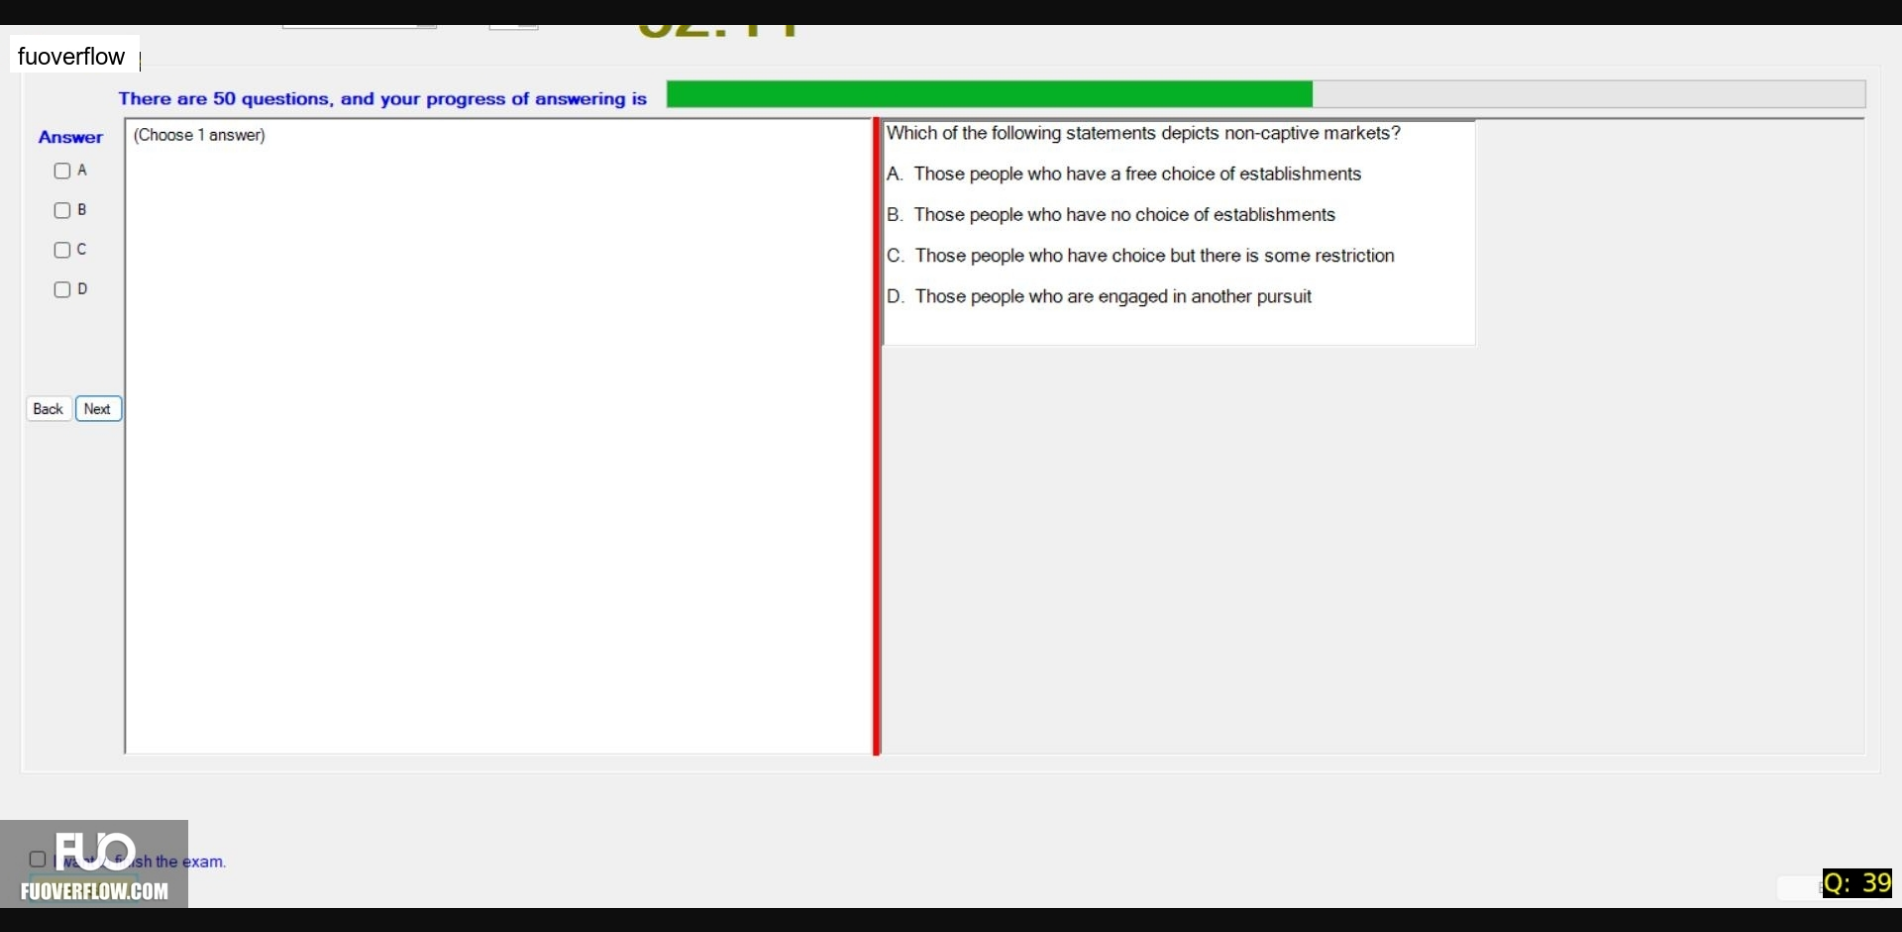 fuoverflow
There are 50 questions, and your progress of answering is
Answer
(Choose 1 answer)
A
B
C
D
Back
Next
Which of the following statements depicts non-captive markets?
A. Those people who have a free choice of establishments
B. Those people who have no choice of establishments
C. Those people who have choice but there is some restriction
D. Those people who are engaged in another pursuit
FUO
sh the exam.
FUOVERFLOW.COM
Q: 39